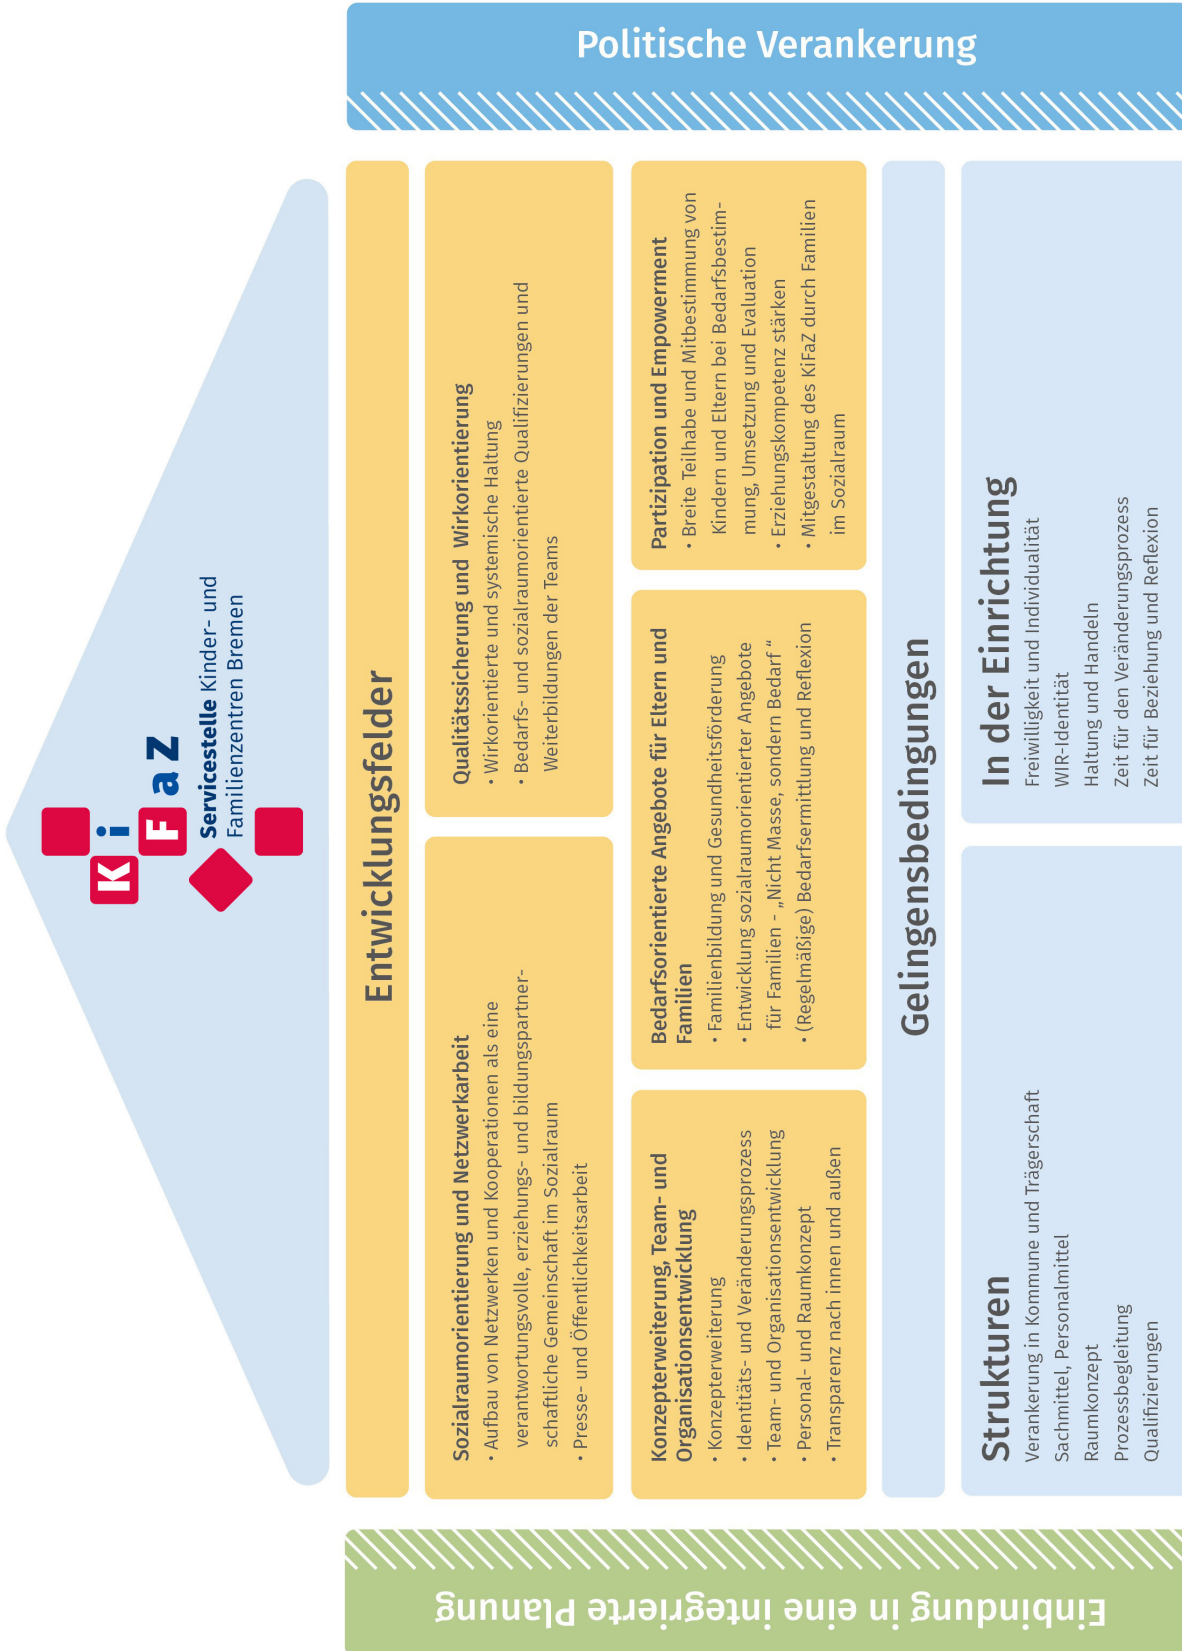 KiFaZ
Servicestelle Kinder- und
Familienzentren Bremen
Einbindung in eine integrierte Planung
Politische Verankerung
Entwicklungsfelder
Sozialraumorientierung und Netzwerkarbeit
• Aufbau von Netzwerken und Kooperationen als eine
verantwortungsvolle, erziehungs- und bildungspartner-
schaftliche Gemeinschaft im Sozialraum
• Presse- und Öffentlichkeitsarbeit
Qualitätssicherung und Wirkorientierung
• Wirkorientierte und systemische Haltung
• Bedarfs- und sozialraumorientierte Qualifizierungen und
Weiterbildungen der Teams
Konzepterweiterung, Team- und
Organisationsentwicklung
• Konzepterweiterung
• Identitäts- und Veränderungsprozess
• Team- und Organisationsentwicklung
• Personal- und Raumkonzept
• Transparenz nach innen und außen
Bedarfsorientierte Angebote für Eltern und
Familien
• Familienbildung und Gesundheitsförderung
• Entwicklung sozialraumorientierter Angebote
für Familien - „Nicht Masse, sondern Bedarf “
• (Regelmäßige) Bedarfsermittlung und Reflexion
Partizipation und Empowerment
• Breite Teilhabe und Mitbestimmung von
Kindern und Eltern bei Bedarfsbestim-
mung, Umsetzung und Evaluation
• Erziehungskompetenz stärken
• Mitgestaltung des KiFaZ durch Familien
im Sozialraum
Gelingensbedingungen
Strukturen
Verankerung in Kommune und Trägerschaft
Sachmittel, Personalmittel
Raumkonzept
Prozessbegleitung
Qualifizierungen
In der Einrichtung
Freiwilligkeit und Individualität
WIR-Identität
Haltung und Handeln
Zeit für den Veränderungsprozess
Zeit für Beziehung und Reflexion